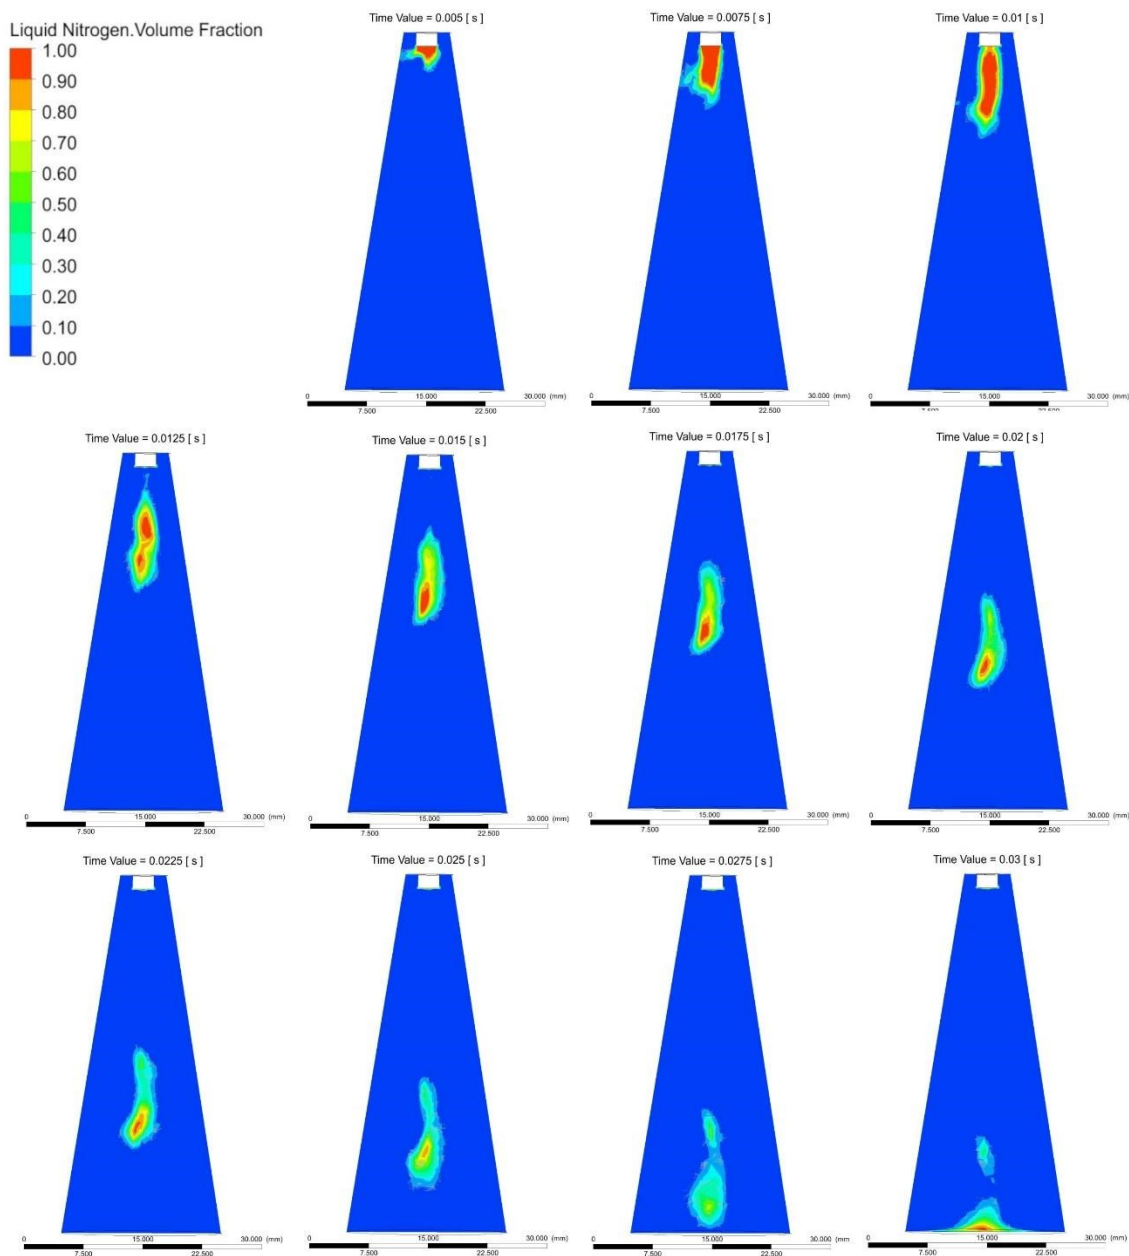 Liquid Nitrogen.Volume Fraction
1.00
0.90
0.80
0.70
0.60
0.50
0.40
0.30
0.20
0.10
0.00
Time Value = 0.005 [ s ]
0 15.000 30.000 (mm)
7.500 22.500
Time Value = 0.0075 [ s ]
0 15.000 30.000 (mm)
7.500 22.500
Time Value = 0.01 [ s ]
0 15.000 30.000 (mm)
7.500 22.500
Time Value = 0.0125 [ s ]
0 15.000 30.000 (mm)
7.500 22.500
Time Value = 0.015 [ s ]
0 15.000 30.000 (mm)
7.500 22.500
Time Value = 0.0175 [ s ]
0 15.000 30.000 (mm)
7.500 22.500
Time Value = 0.02 [ s ]
0 15.000 30.000 (mm)
7.500 22.500
Time Value = 0.0225 [ s ]
0 15.000 30.000 (mm)
7.500 22.500
Time Value = 0.025 [ s ]
0 15.000 30.000 (mm)
7.500 22.500
Time Value = 0.0275 [ s ]
0 15.000 30.000 (mm)
7.500 22.500
Time Value = 0.03 [ s ]
0 15.000 30.000 (mm)
7.500 22.500